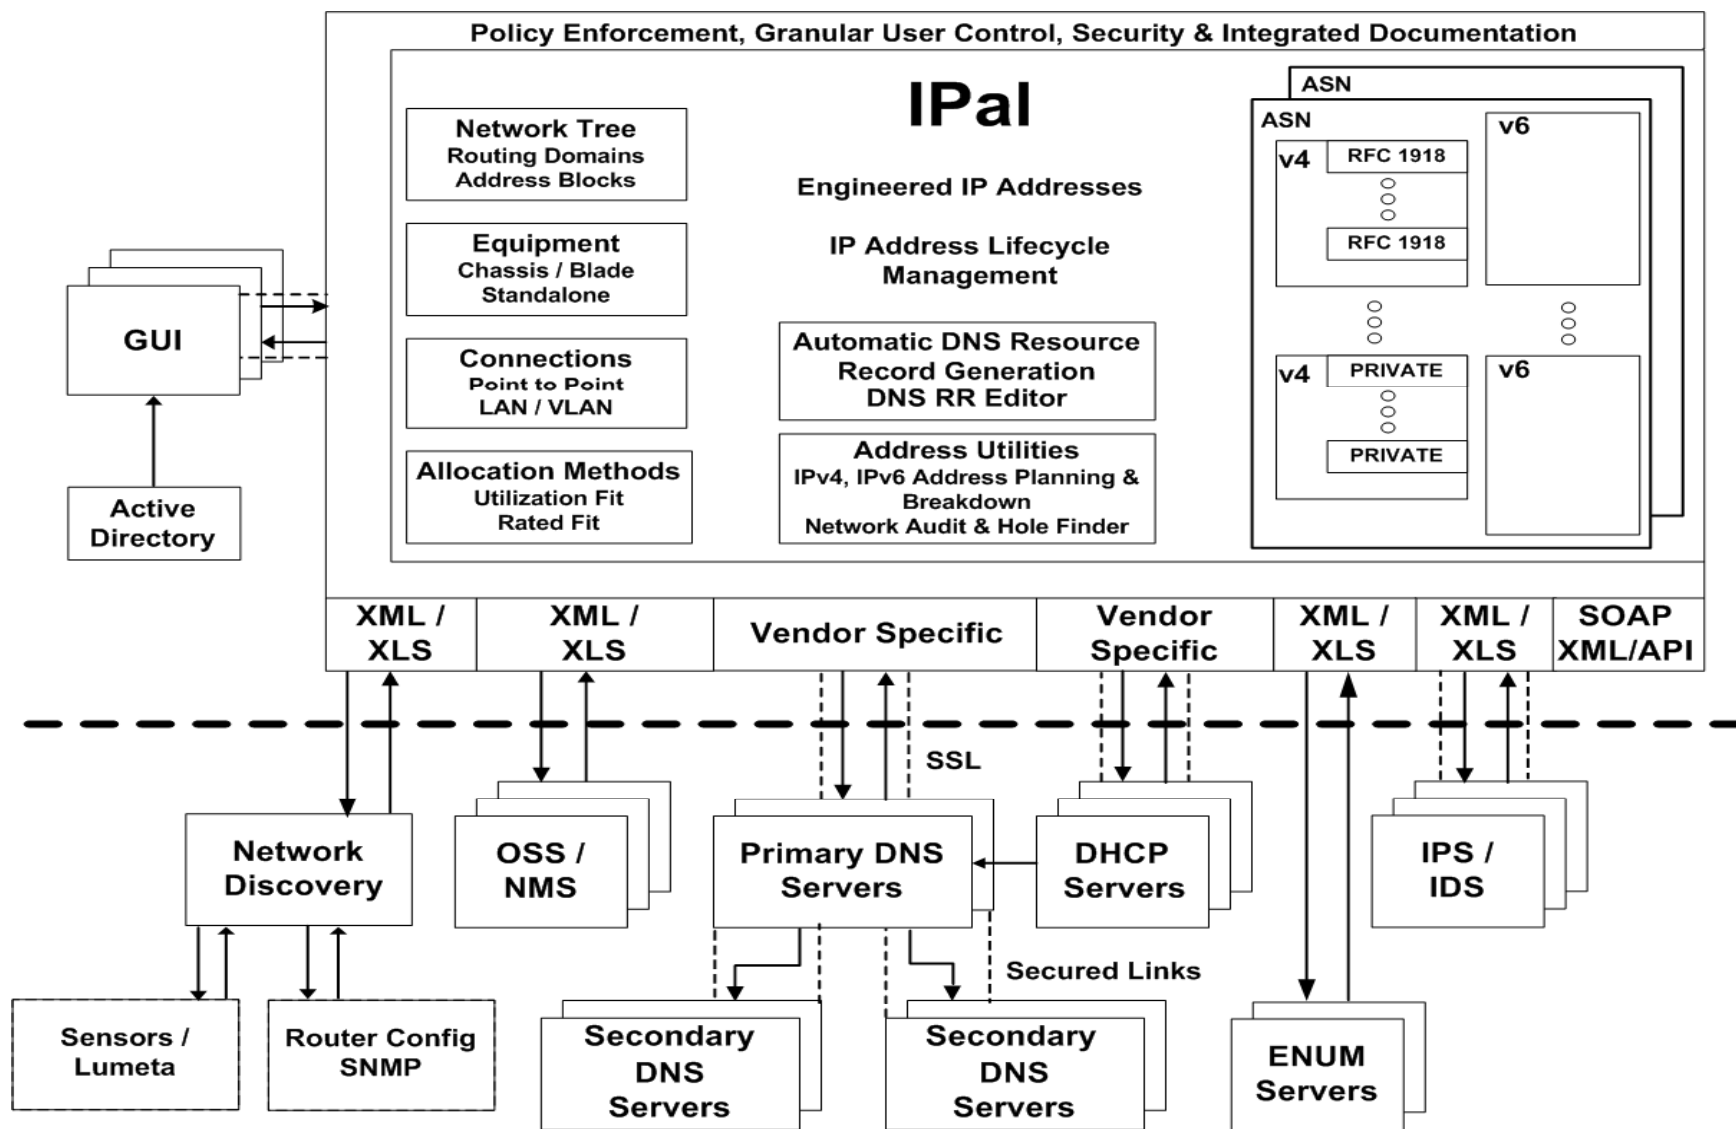 Policy Enforcement, Granular User Control, Security & Integrated Documentation
IPal
Network Tree
Routing Domains
Address Blocks
Equipment
Chassis / Blade
Standalone
Connections
Point to Point
LAN / VLAN
Allocation Methods
Utilization Fit
Rated Fit
Engineered IP Addresses
IP Address Lifecycle
Management
Automatic DNS Resource
Record Generation
DNS RR Editor
Address Utilities
IPv4, IPv6 Address Planning &
Breakdown
Network Audit & Hole Finder
ASN
ASN
v4
RFC 1918
RFC 1918
v6
v4
PRIVATE
PRIVATE
v6
GUI
Active
Directory
XML /
XLS
XML /
XLS
Vendor Specific
Vendor
Specific
XML /
XLS
XML /
XLS
SOAP
XML/API
SSL
Network
Discovery
OSS /
NMS
Primary DNS
Servers
DHCP
Servers
IPS /
IDS
Secured Links
Sensors /
Lumeta
Router Config
SNMP
Secondary
DNS
Servers
Secondary
DNS
Servers
ENUM
Servers